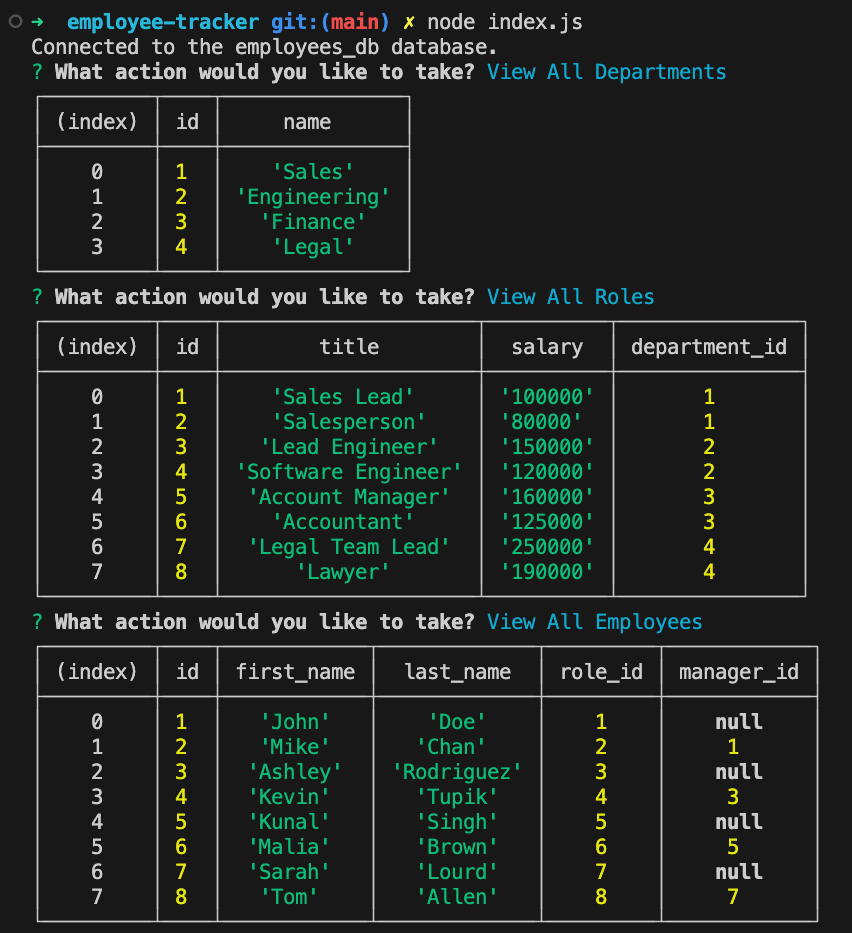 ➜ employee-tracker git:(main) ✗ node index.js
Connected to the employees_db database.
? What action would you like to take? View All Departments
(index) id name
0 1 'Sales'
1 2 'Engineering'
2 3 'Finance'
3 4 'Legal'
? What action would you like to take? View All Roles
(index) id title salary department_id
0 1 'Sales Lead' '100000' 1
1 2 'Salesperson' '80000' 1
2 3 'Lead Engineer' '150000' 2
3 4 'Software Engineer' '120000' 2
4 5 'Account Manager' '160000' 3
5 6 'Accountant' '125000' 3
6 7 'Legal Team Lead' '250000' 4
7 8 'Lawyer' '190000' 4
? What action would you like to take? View All Employees
(index) id first_name last_name role_id manager_id
0 1 'John' 'Doe' 1 null
1 2 'Mike' 'Chan' 2 1
2 3 'Ashley' 'Rodriguez' 3 null
3 4 'Kevin' 'Tupik' 4 3
4 5 'Kunal' 'Singh' 5 null
5 6 'Malia' 'Brown' 6 5
6 7 'Sarah' 'Lourd' 7 null
7 8 'Tom' 'Allen' 8 7